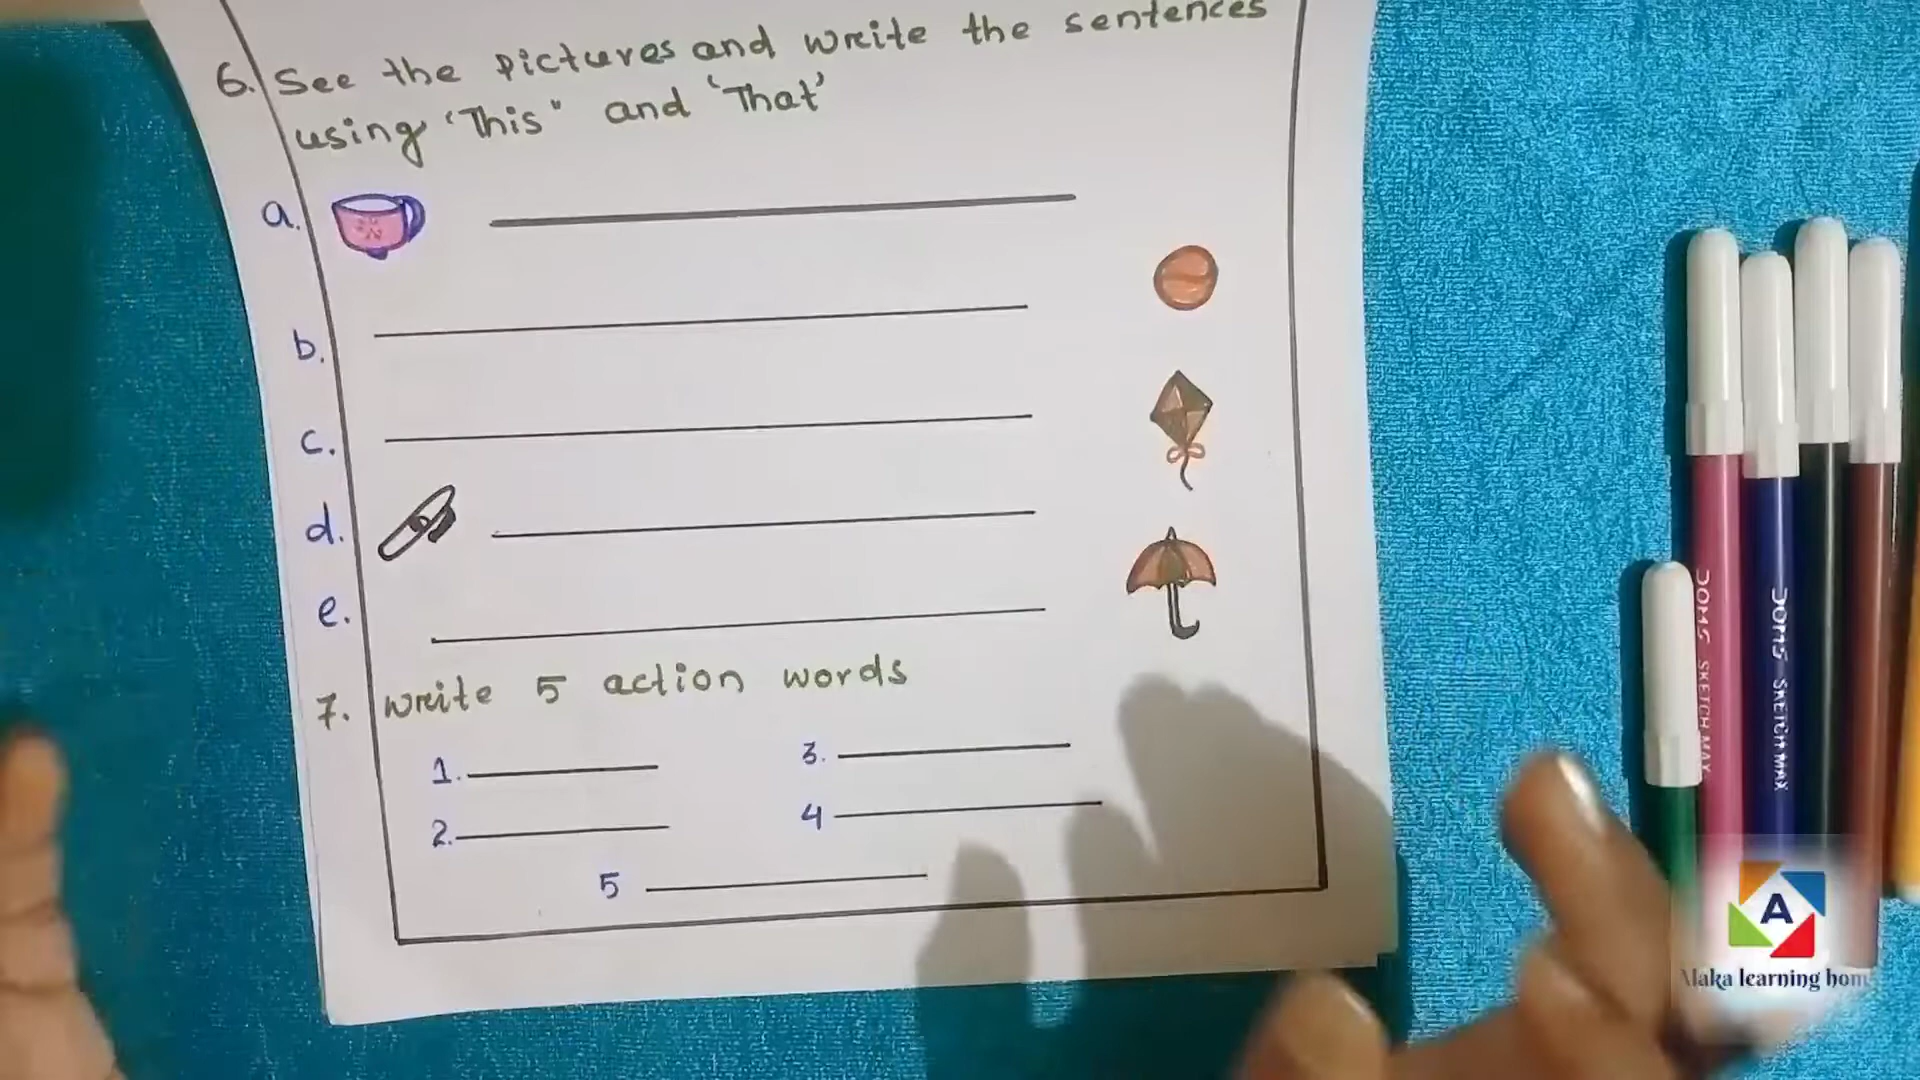 6. See the pictures and write the sentences
using 'This" and 'That'
a.
b.
c.
d.
e.
7. write 5 action words
1.
3.
2.
4
5
DOMS SKETCH MAX
DOMS SKETCH MAX
A
Maka learning hom